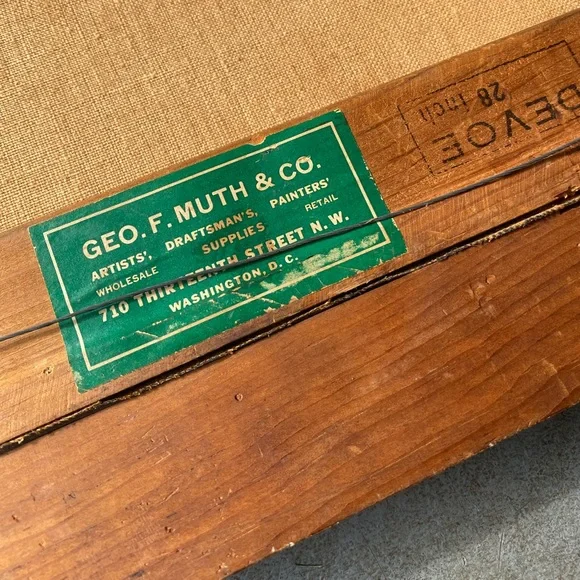 GEO. F. MUTH & CO.
ARTISTS', DRAFTSMAN'S, PAINTERS'
WHOLESALE SUPPLIES RETAIL
710 THIRTEENTH STREET N. W.
WASHINGTON, D. C.
DEVOE
28 Inch